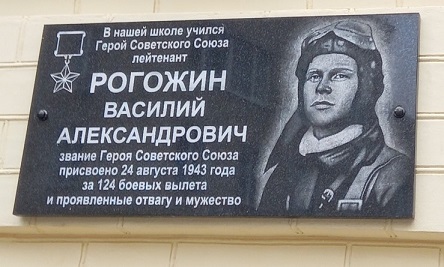 В нашей школе учился
Герой Советского Союза
лейтенант
РОГОЖИН
ВАСИЛИЙ
АЛЕКСАНДРОВИЧ
звание Героя Советского Союза
присвоено 24 августа 1943 года
за 124 боевых вылета
и проявленные отвагу и мужество